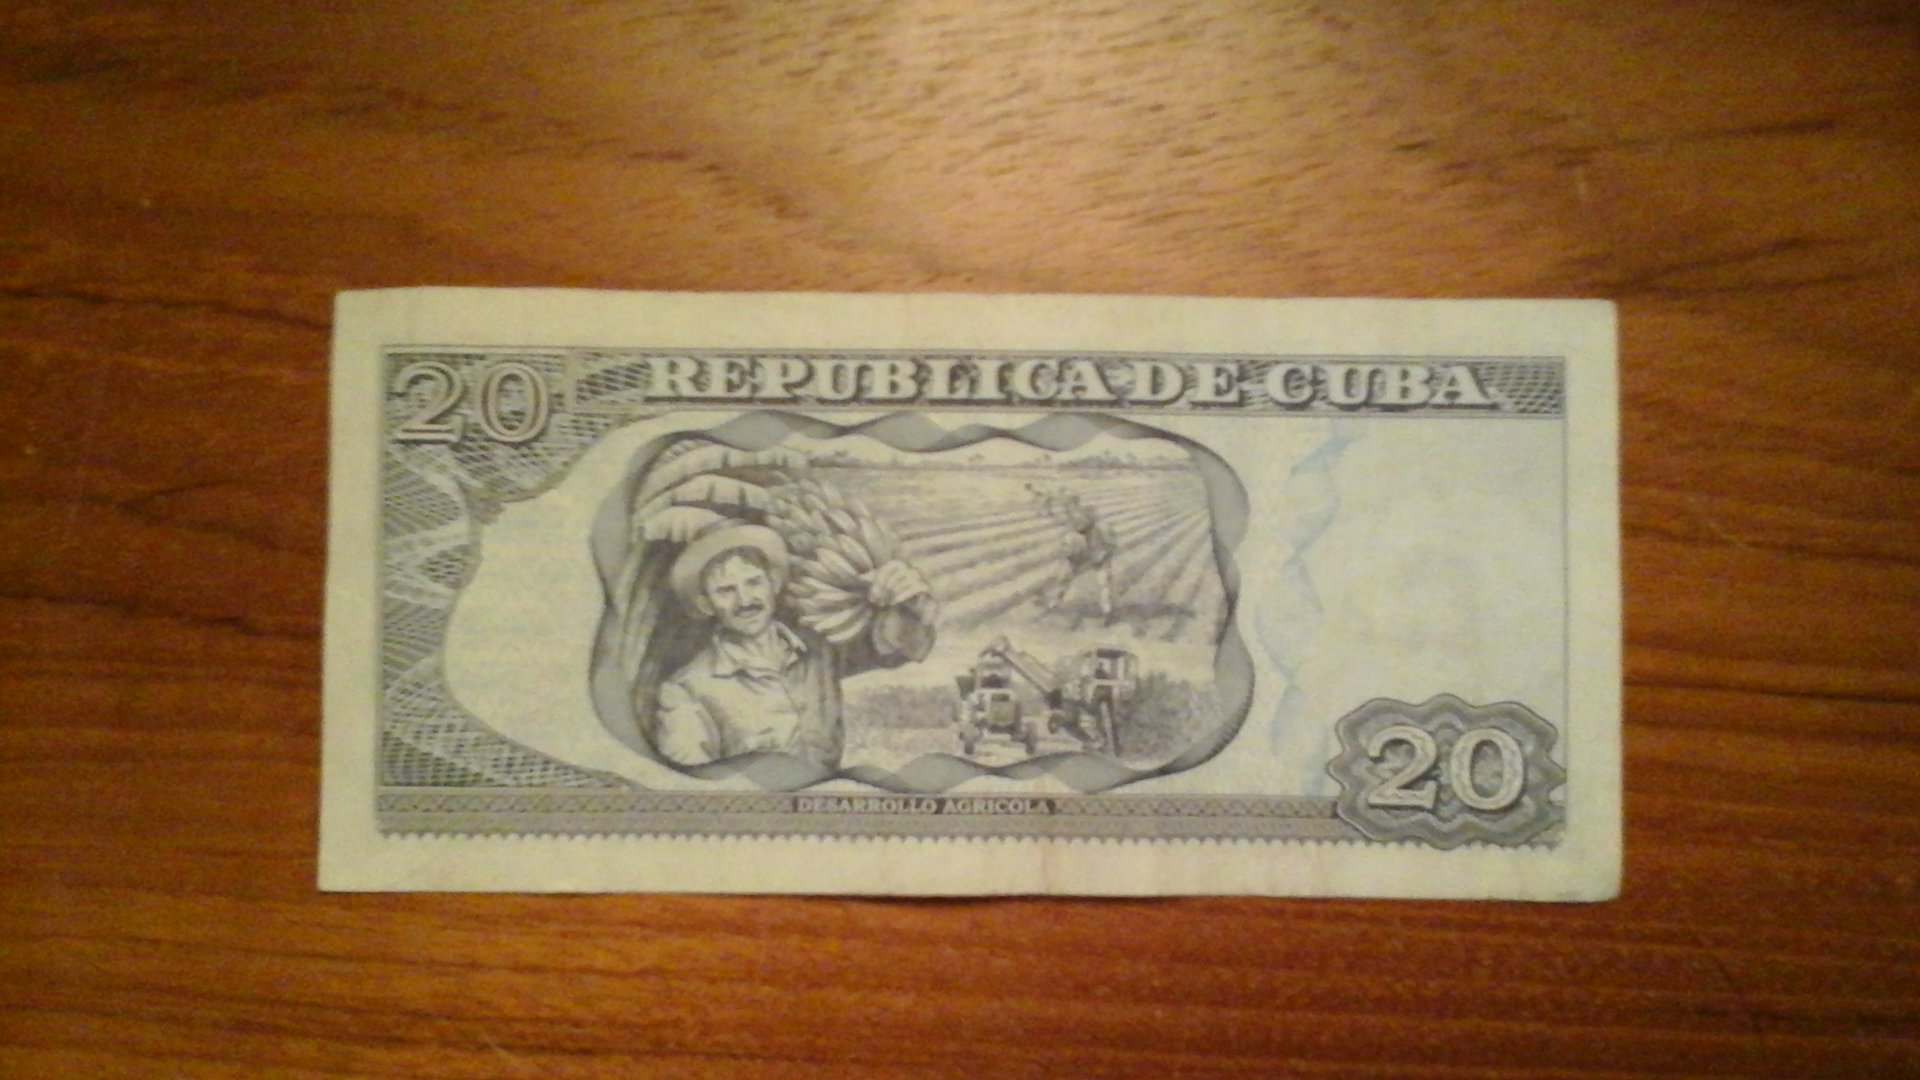 20 REPUBLICA DE CUBA
DESARROLLO AGRICOLA
20